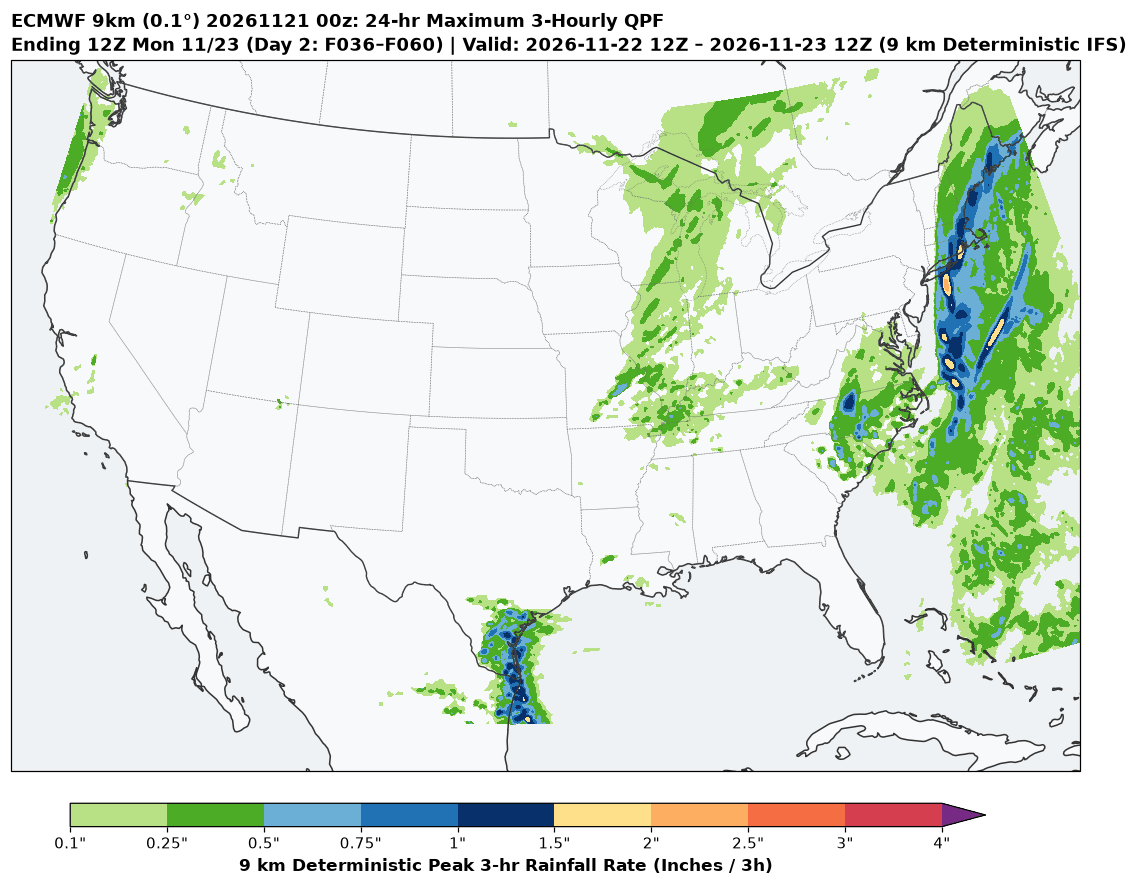 ECMWF 9km (0.1°) 20261121 00z: 24-hr Maximum 3-Hourly QPF
Ending 12Z Mon 11/23 (Day 2: F036–F060) | Valid: 2026-11-22 12Z – 2026-11-23 12Z (9 km Deterministic IFS)
0.1" 0.25" 0.5" 0.75" 1" 1.5" 2" 2.5" 3" 4"
9 km Deterministic Peak 3-hr Rainfall Rate (Inches / 3h)